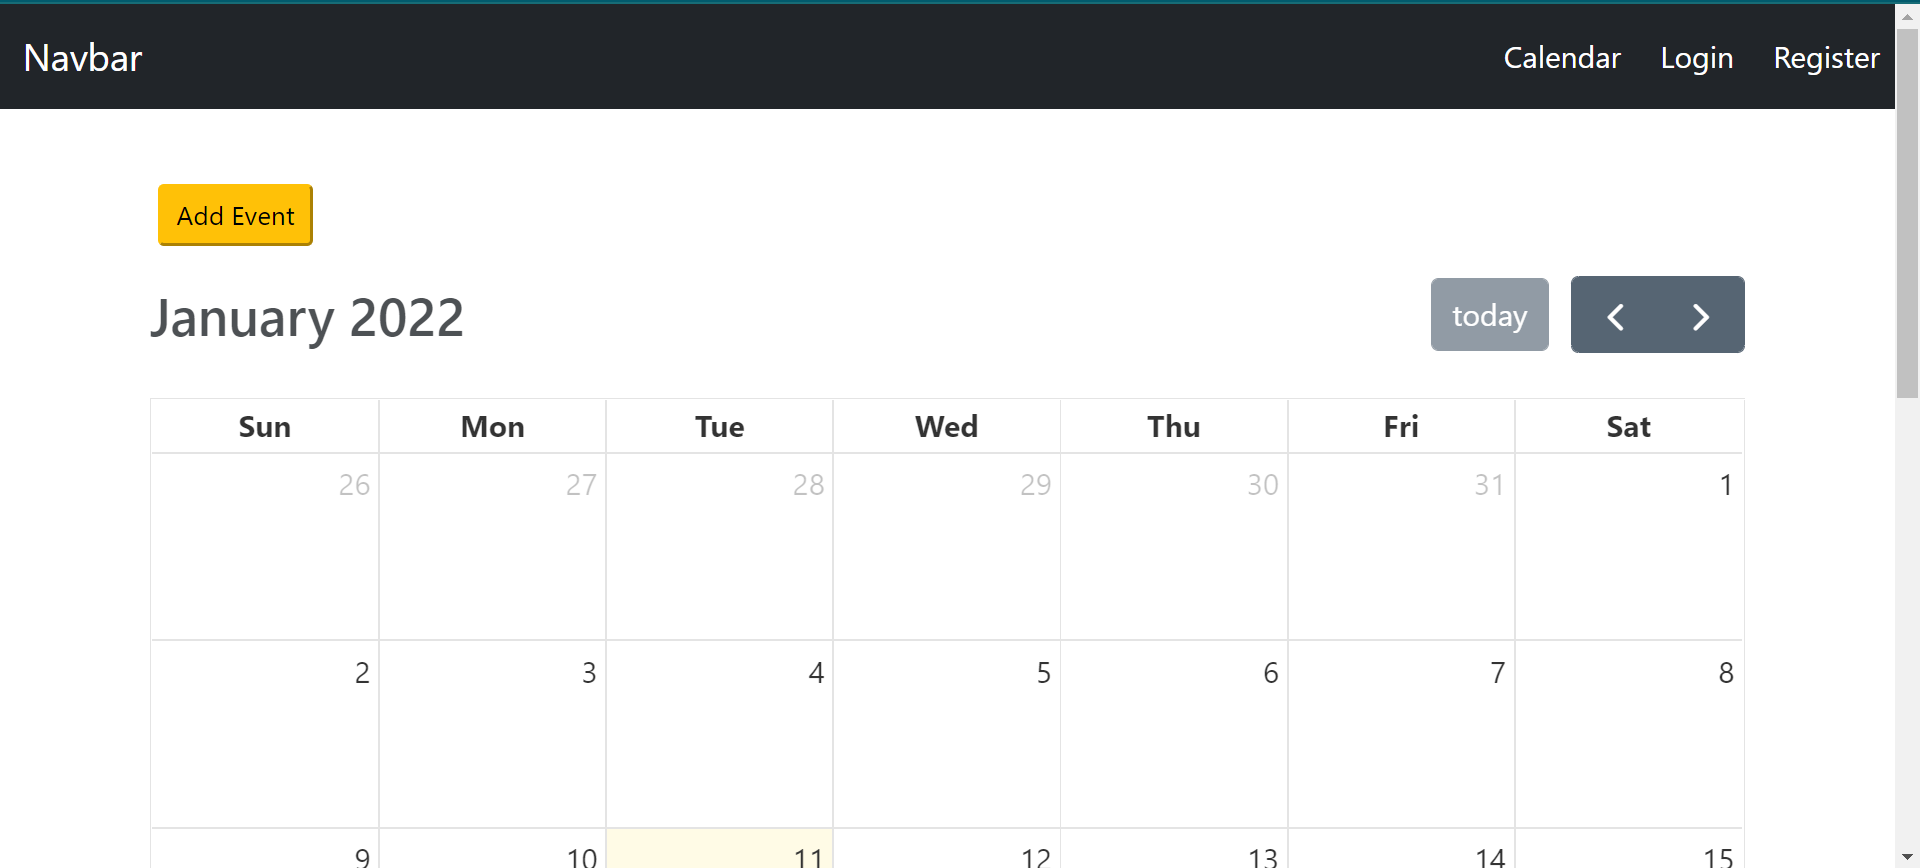 Navbar Calendar Login Register
Add Event
January 2022 today
Sun Mon Tue Wed Thu Fri Sat
26 27 28 29 30 31 1
2 3 4 5 6 7 8
9 10 11 12 13 14 15